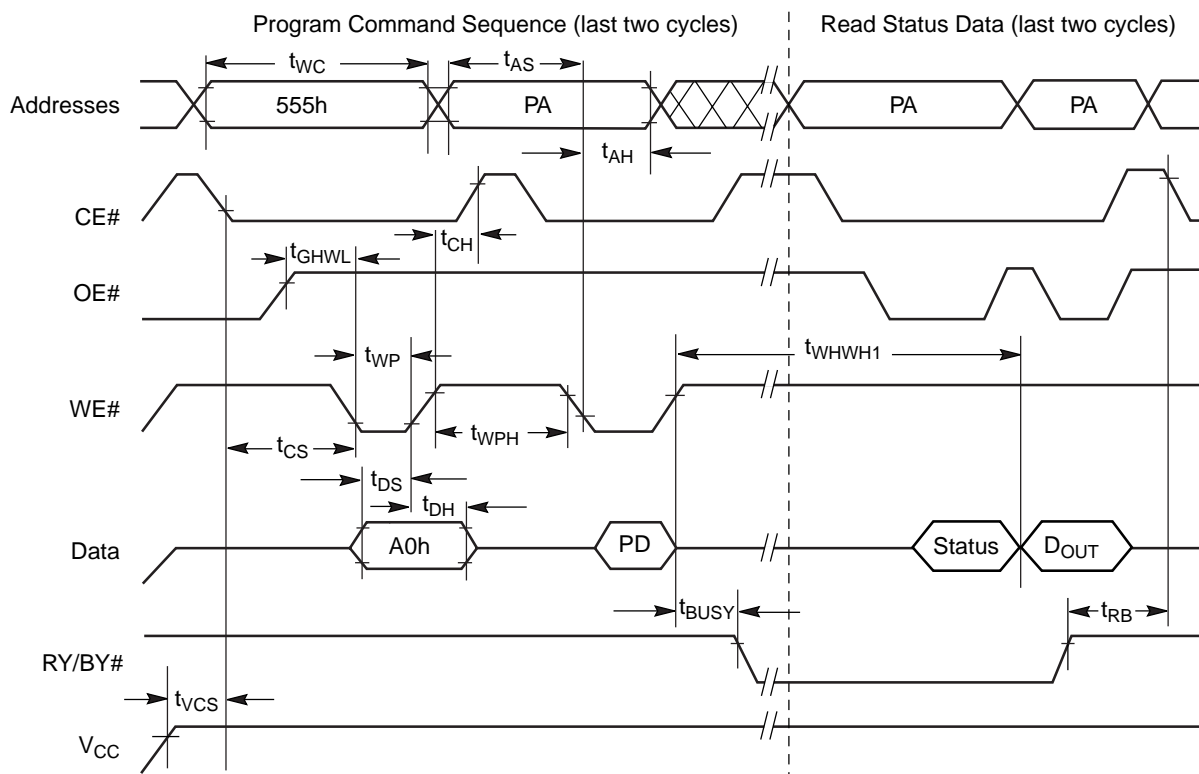 Program Command Sequence (last two cycles) Read Status Data (last two cycles)
tWC tAS
Addresses 555h PA PA PA
tAH
CE#
tCH
tGHWL
OE#
tWP tWHWH1
WE#
tCS tWPH
tDS
tDH
Data A0h PD Status DOUT
tBUSY tRB
RY/BY#
tVCS
VCC